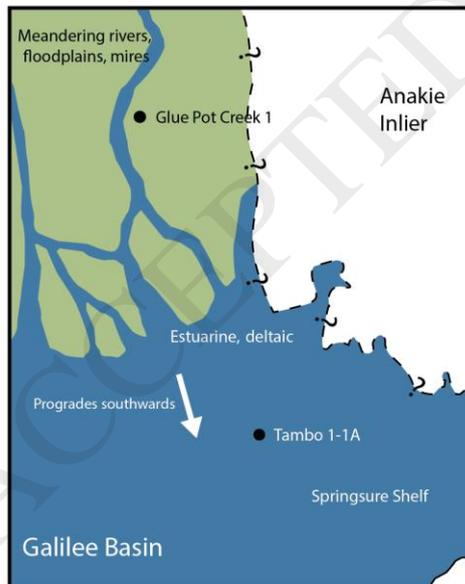 Meandering rivers,
floodplains, mires
?
Anakie
Inlier
Glue Pot Creek 1
?
?
?
Estuarine, deltaic
?
Progrades southwards
Tambo 1-1A
Springsure Shelf
Galilee Basin
ACCEPTED